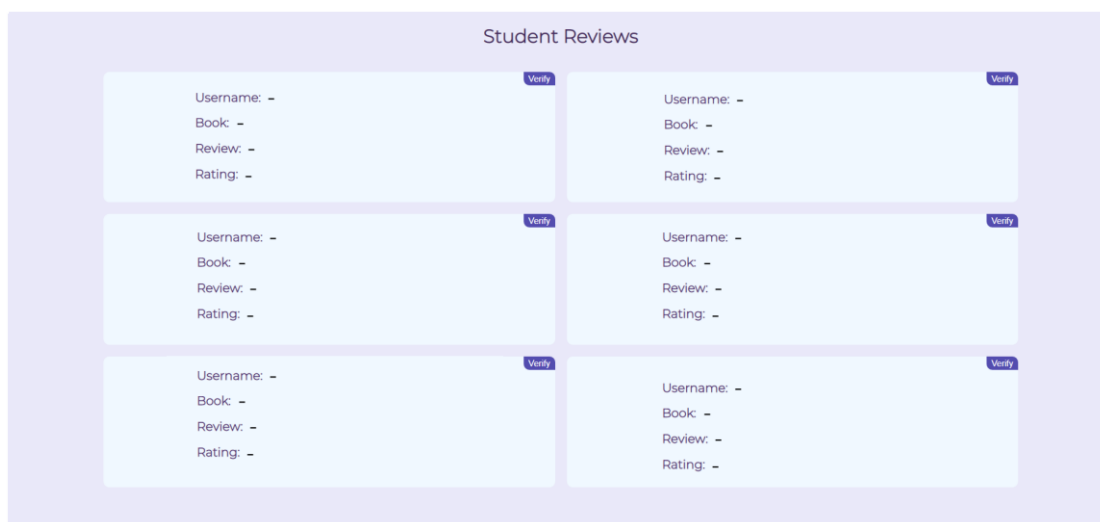 Student Reviews
Verify
Username: –
Book: –
Review: –
Rating: –
Verify
Username: –
Book: –
Review: –
Rating: –
Verify
Username: –
Book: –
Review: –
Rating: –
Verify
Username: –
Book: –
Review: –
Rating: –
Verify
Username: –
Book: –
Review: –
Rating: –
Verify
Username: –
Book: –
Review: –
Rating: –